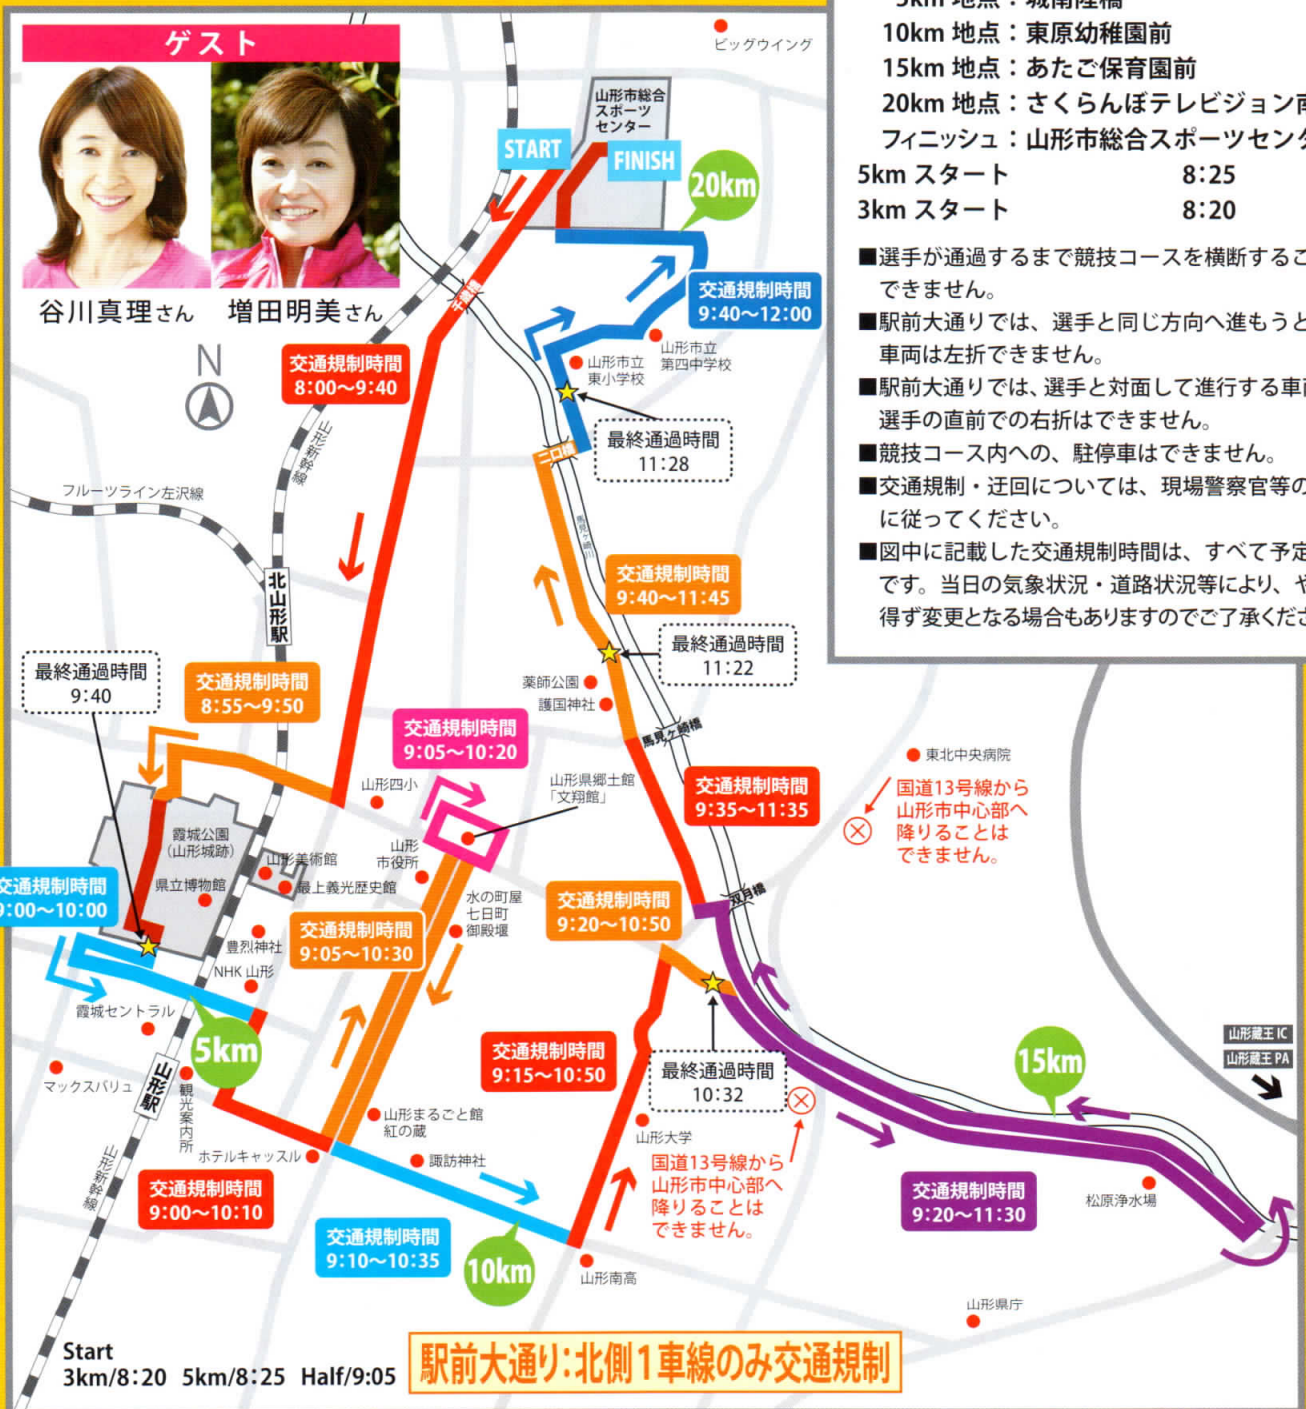 ゲスト
谷川真理さん
増田明美さん
ビッグウイング
山形市総合
スポーツ
センター
START
FINISH
20km
5km 地点：城南陸橋
10km 地点：東原幼稚園前
15km 地点：あたご保育園前
20km 地点：さくらんぼテレビジョン南
フィニッシュ：山形市総合スポーツセンタ
5km スタート 8:25
3km スタート 8:20
■選手が通過するまで競技コースを横断するこ
できません。
■駅前大通りでは、選手と同じ方向へ進もうと
車両は左折できません。
■駅前大通りでは、選手と対面して進行する車両
選手の直前での右折はできません。
■競技コース内への、駐停車はできません。
■交通規制・迂回については、現場警察官等の
に従ってください。
■図中に記載した交通規制時間は、すべて予定
です。当日の気象状況・道路状況等により、や
得ず変更となる場合もありますのでご了承くださ
千歳橋
交通規制時間
9:40〜12:00
山形市立
第四中学校
山形市立
東小学校
N
交通規制時間
8:00〜9:40
最終通過時間
11:28
二口橋
山形新幹線
フルーツライン左沢線
馬見ヶ崎川
北山形駅
交通規制時間
9:40〜11:45
最終通過時間
11:22
薬師公園
護国神社
馬見ヶ崎橋
最終通過時間
9:40
交通規制時間
8:55〜9:50
交通規制時間
9:05〜10:20
山形四小
山形県郷土館
「文翔館」
交通規制時間
9:35〜11:35
東北中央病院
国道13号線から
山形市中心部へ
降りることは
できません。
霞城公園
(山形城跡)
県立博物館
山形美術館
最上義光歴史館
山形
市役所
水の町屋
七日町
御殿堰
双月橋
交通規制時間
9:00〜10:00
交通規制時間
9:05〜10:30
交通規制時間
9:20〜10:50
豊烈神社
NHK 山形
霞城セントラル
5km
マックスバリュ
山形駅
観光案内所
交通規制時間
9:15〜10:50
最終通過時間
10:32
15km
山形蔵王 IC
山形蔵王 PA
山形まるごと館
紅の蔵
山形大学
ホテルキャッスル
諏訪神社
山形新幹線
国道13号線から
山形市中心部へ
降りることは
できません。
交通規制時間
9:00〜10:10
交通規制時間
9:20〜11:30
松原浄水場
交通規制時間
9:10〜10:35
10km
山形南高
山形県庁
Start
3km/8:20 5km/8:25 Half/9:05
駅前大通り:北側1車線のみ交通規制